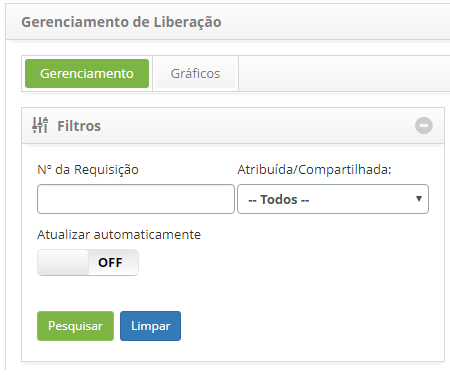 Gerenciamento de Liberação
Gerenciamento Gráficos
Filtros
Nº da Requisição Atribuída/Compartilhada:
-- Todos --
Atualizar automaticamente
OFF
Pesquisar Limpar